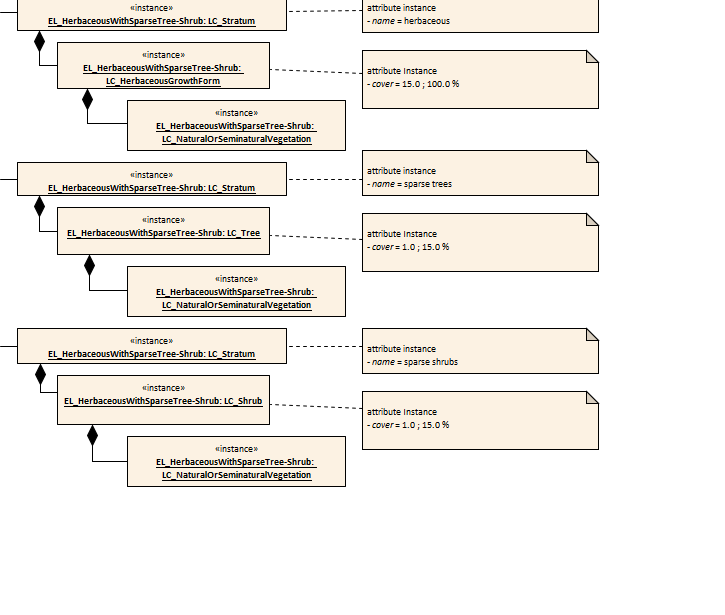 «instance»
EL_HerbaceousWithSparseTree-Shrub: LC_Stratum
attribute instance
- name = herbaceous
«instance»
EL_HerbaceousWithSparseTree-Shrub:
LC_HerbaceousGrowthForm
attribute Instance
- cover = 15.0 ; 100.0 %
«instance»
EL_HerbaceousWithSparseTree-Shrub:
LC_NaturalOrSeminaturalVegetation
«instance»
EL_HerbaceousWithSparseTree-Shrub: LC_Stratum
attribute instance
- name = sparse trees
«instance»
EL_HerbaceousWithSparseTree-Shrub: LC_Tree
attribute Instance
- cover = 1.0 ; 15.0 %
«instance»
EL_HerbaceousWithSparseTree-Shrub:
LC_NaturalOrSeminaturalVegetation
«instance»
EL_HerbaceousWithSparseTree-Shrub: LC_Stratum
attribute instance
- name = sparse shrubs
«instance»
EL_HerbaceousWithSparseTree-Shrub: LC_Shrub
attribute Instance
- cover = 1.0 ; 15.0 %
«instance»
EL_HerbaceousWithSparseTree-Shrub:
LC_NaturalOrSeminaturalVegetation